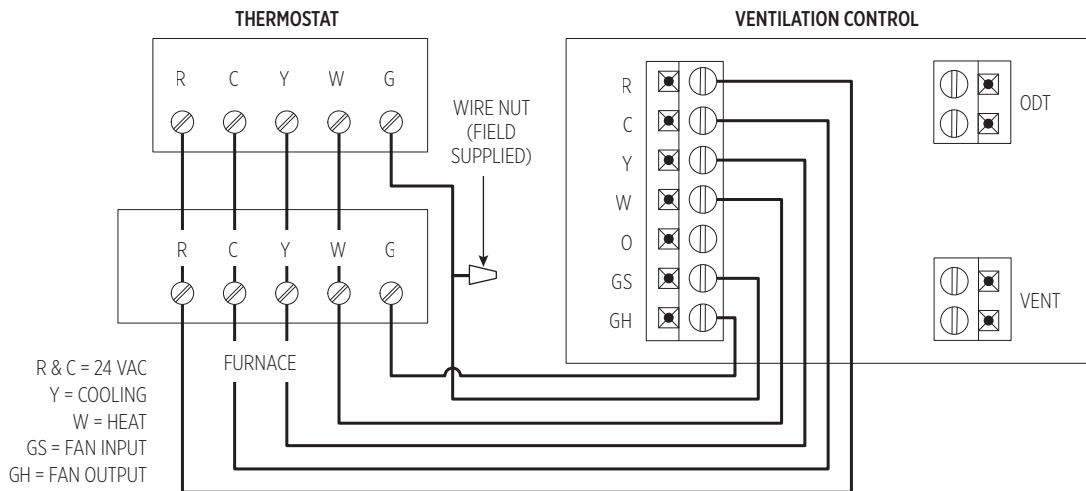 THERMOSTAT
R C Y W G
WIRE NUT
(FIELD
SUPPLIED)
R C Y W G
FURNACE
R & C = 24 VAC
Y = COOLING
W = HEAT
GS = FAN INPUT
GH = FAN OUTPUT
VENTILATION CONTROL
R
C
Y
W
O
GS
GH
ODT
VENT